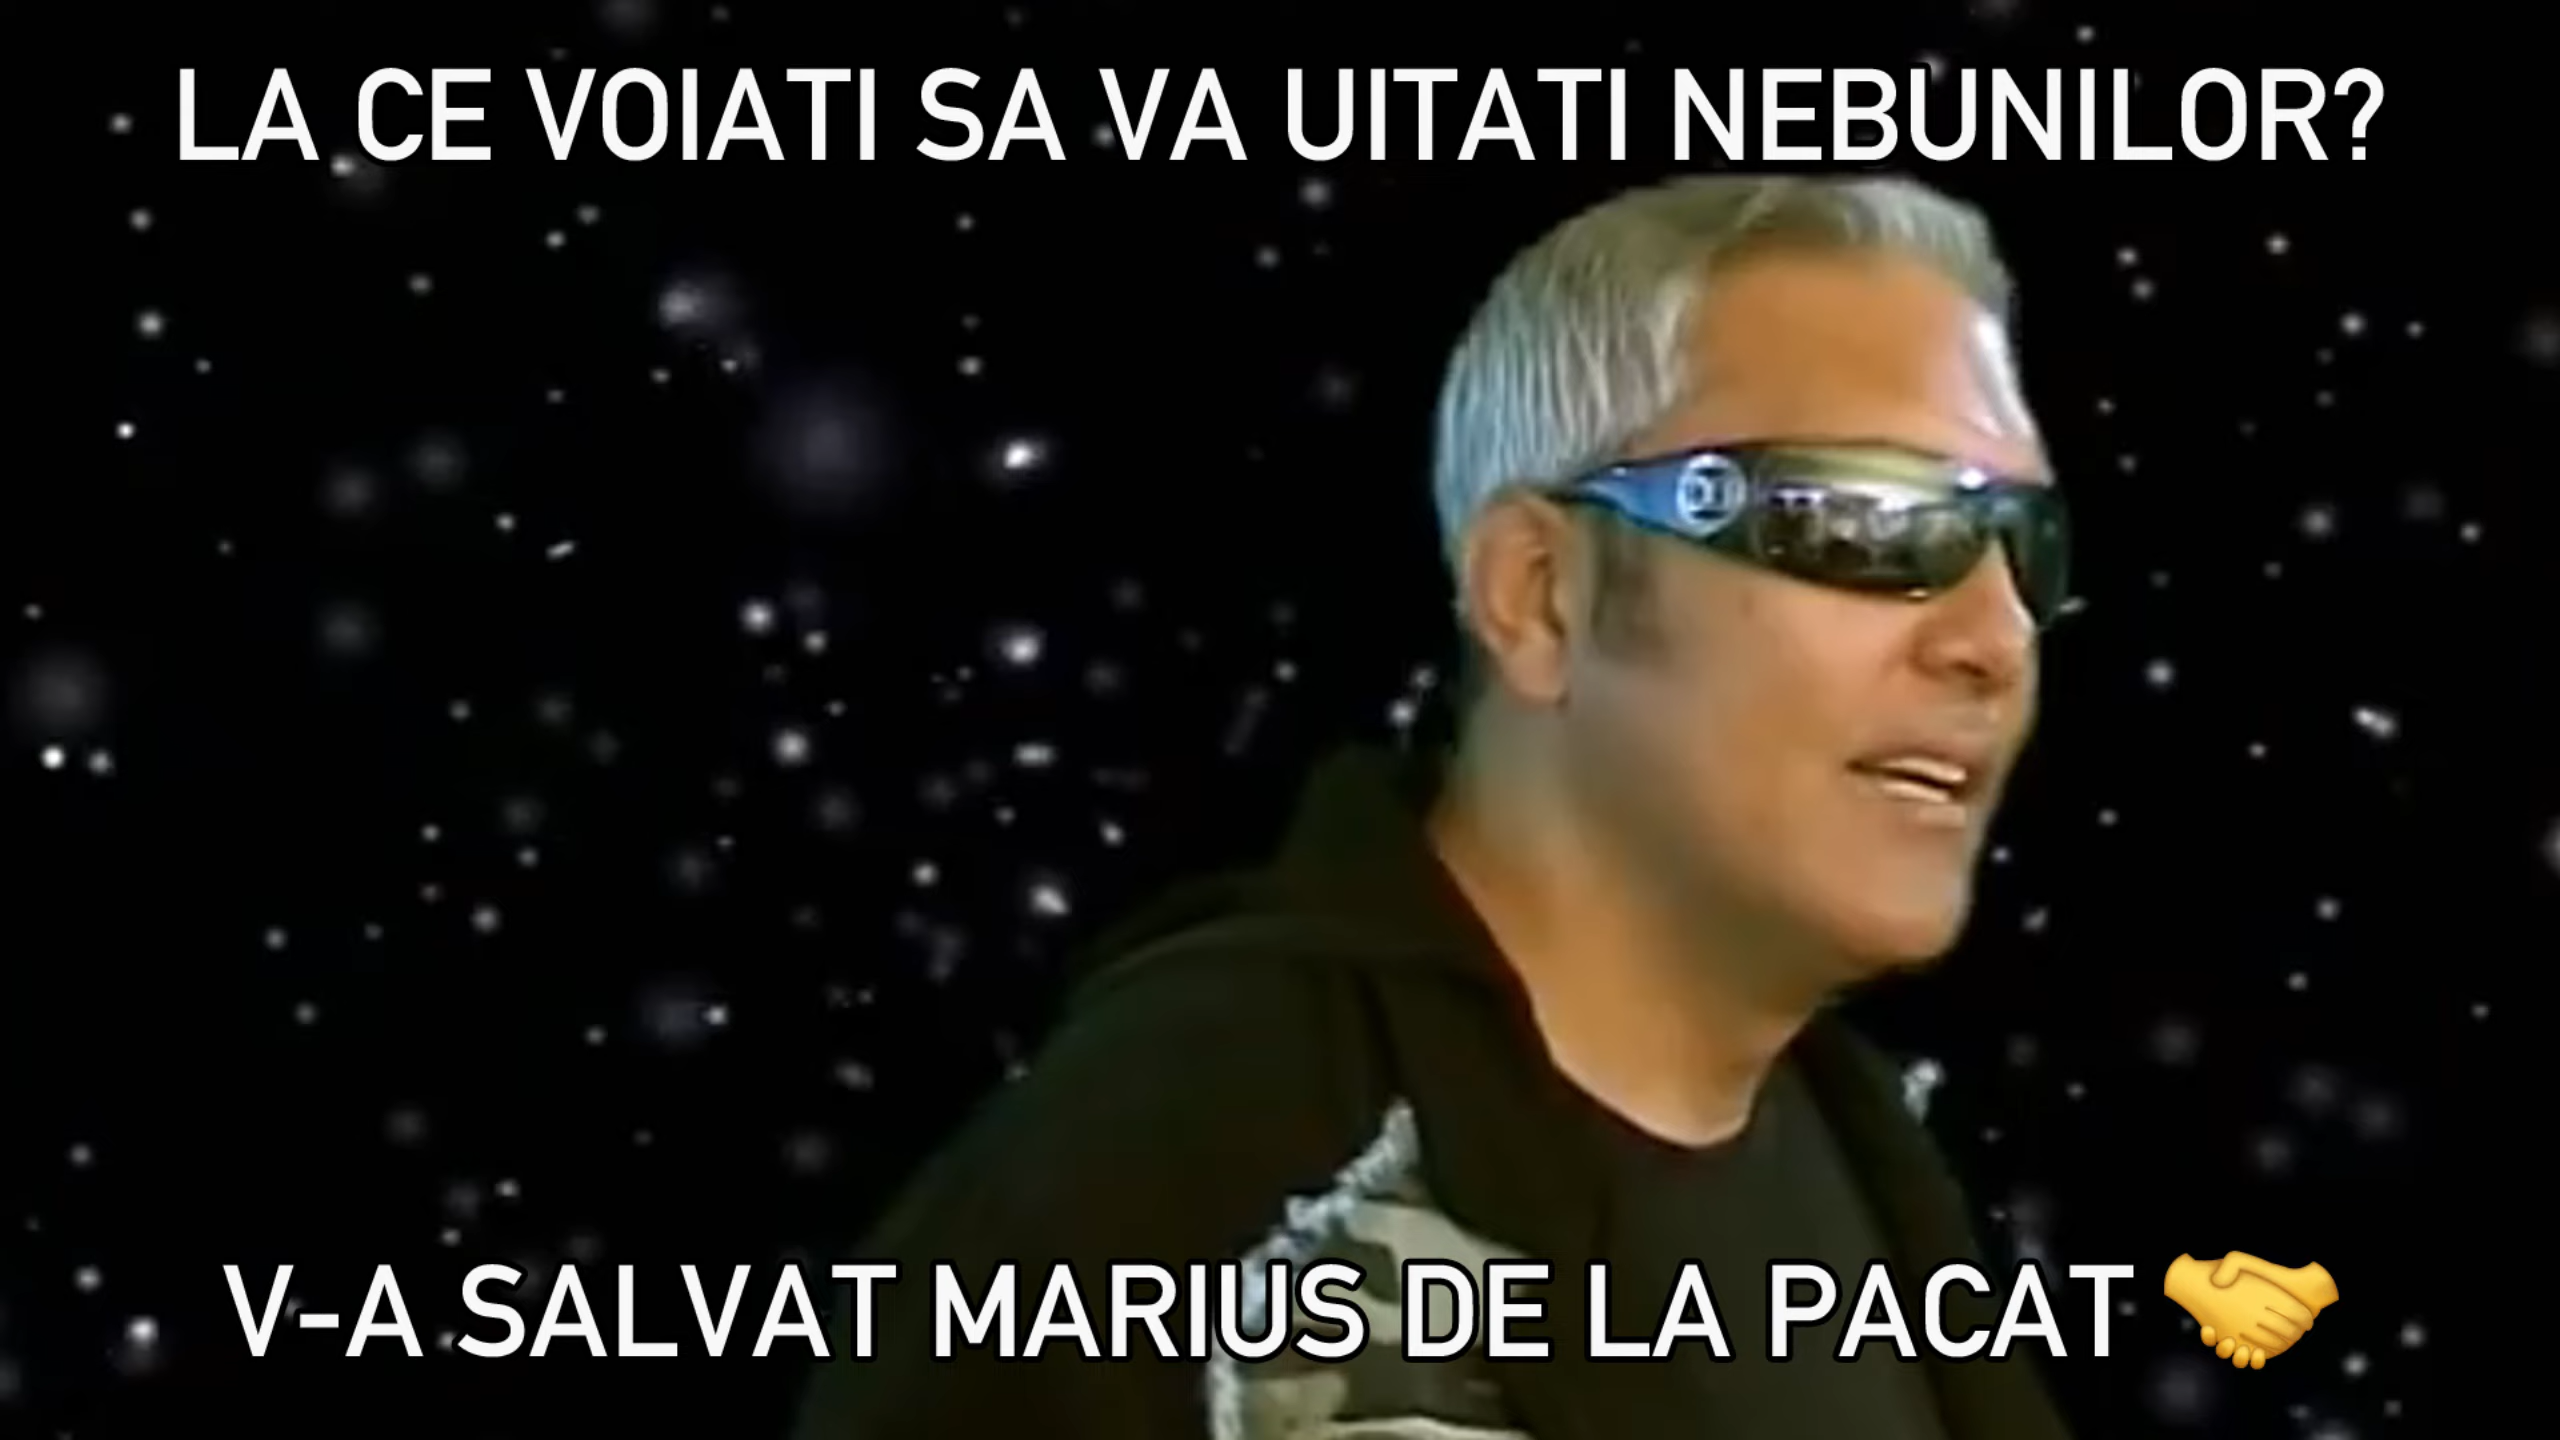 LA CE VOIATI SA VA UITATI NEBUNILOR?
V-A SALVAT MARIUS DE LA PACAT 🤝